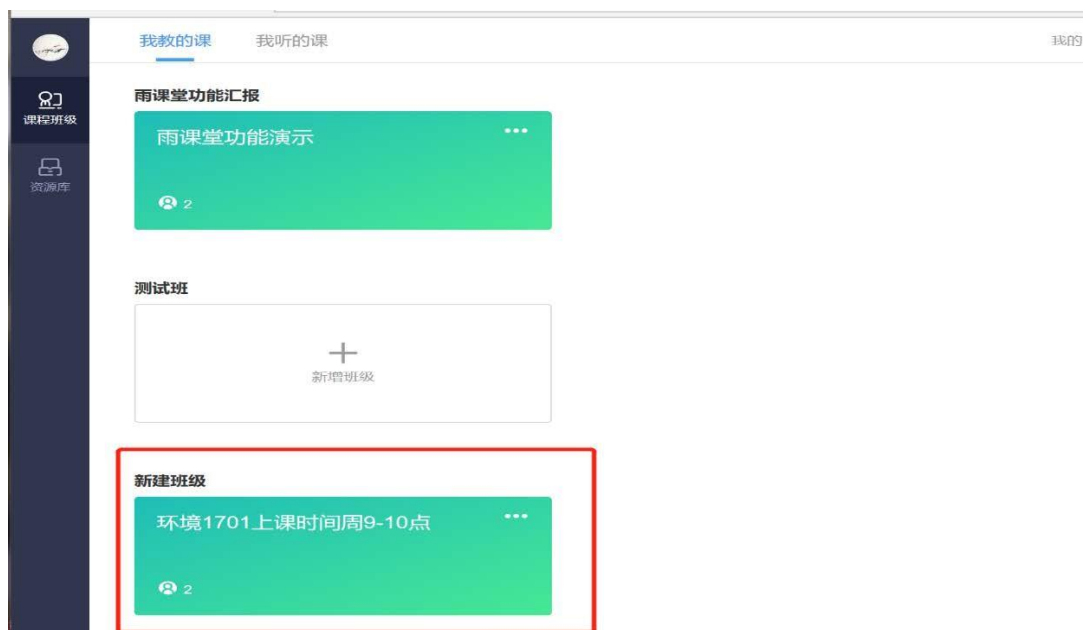 我教的课 我听的课 我的
课程班级
资源库
雨课堂功能汇报
雨课堂功能演示
2
测试班
新增班级
新建班级
环境1701上课时间周9-10点
2